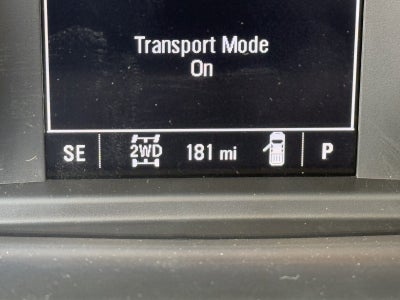 Transport Mode
On
SE 2WD 181 mi P